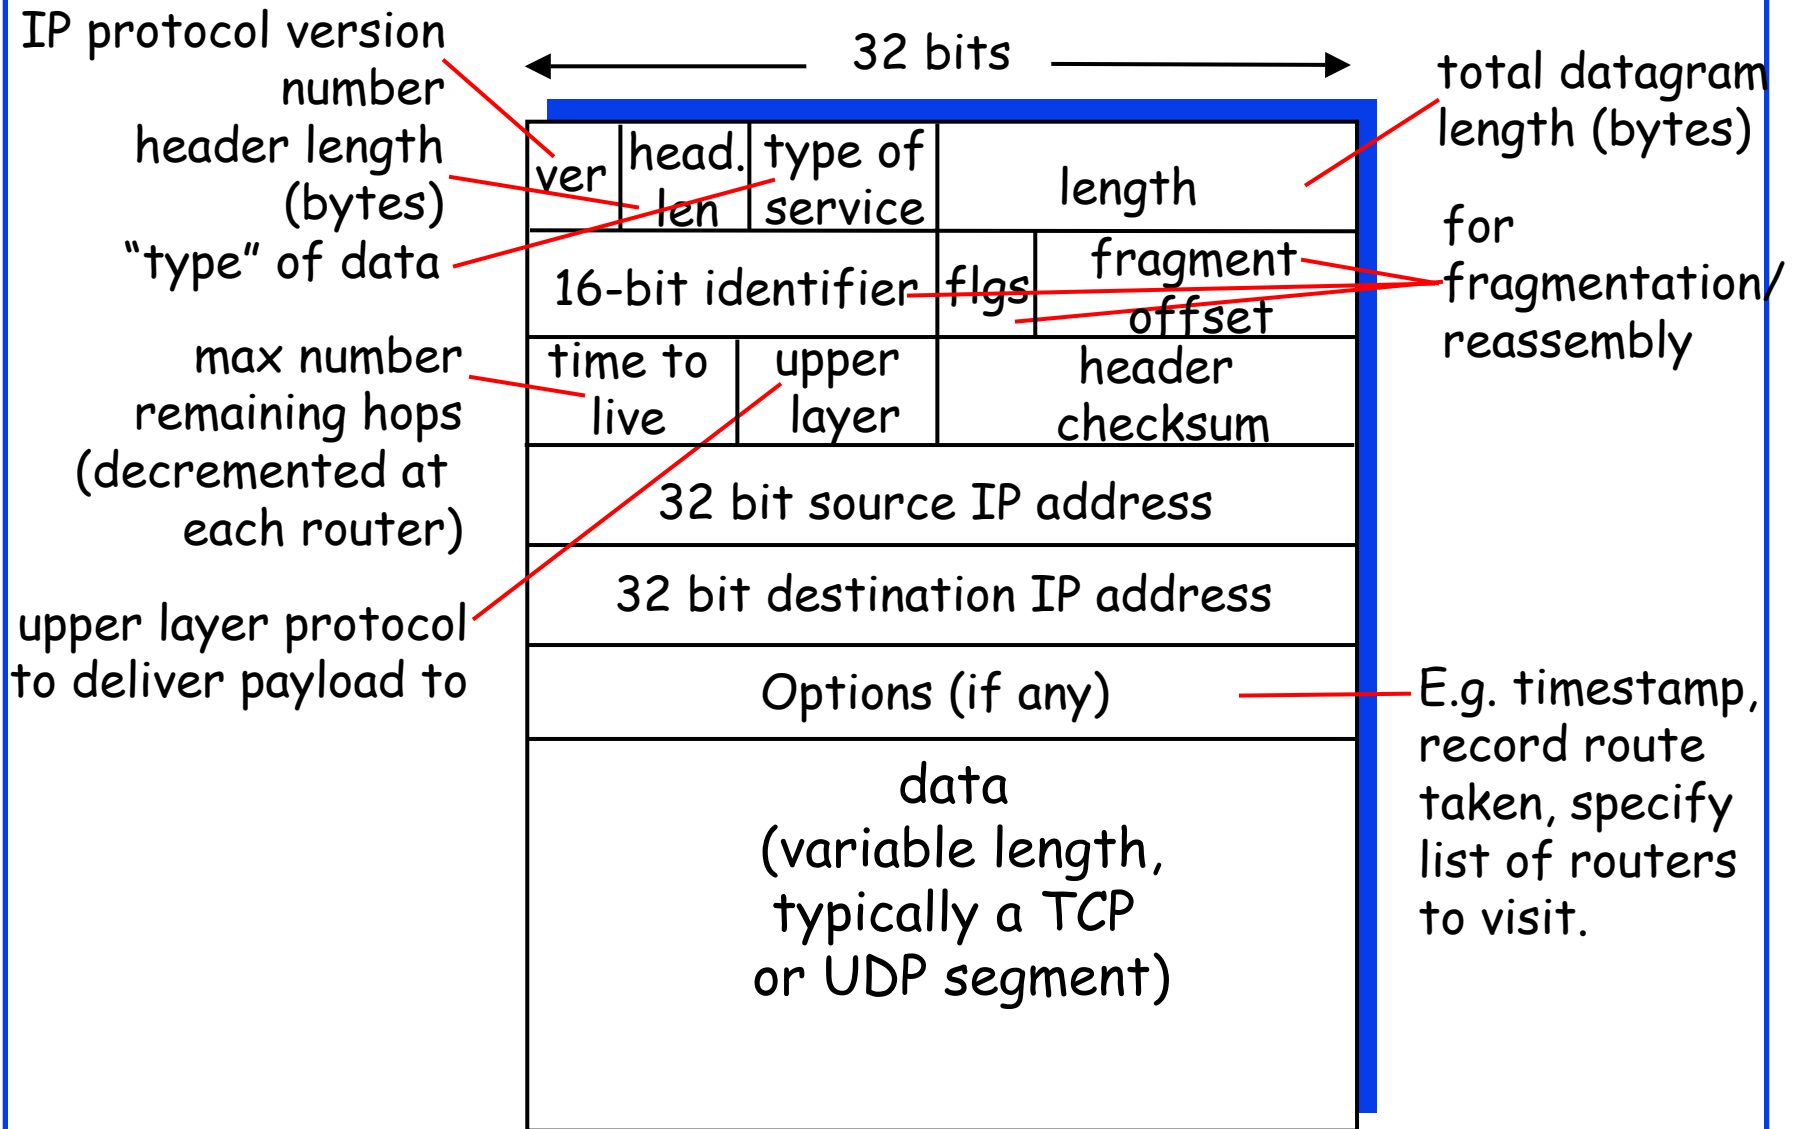 IP protocol version
number
header length
(bytes)
“type” of data
max number
remaining hops
(decremented at
each router)
upper layer protocol
to deliver payload to
32 bits
ver
head.
len
type of
service
length
16-bit identifier
flgs
fragment
offset
time to
live
upper
layer
header
checksum
32 bit source IP address
32 bit destination IP address
Options (if any)
data
(variable length,
typically a TCP
or UDP segment)
total datagram
length (bytes)
for
fragmentation/
reassembly
E.g. timestamp,
record route
taken, specify
list of routers
to visit.